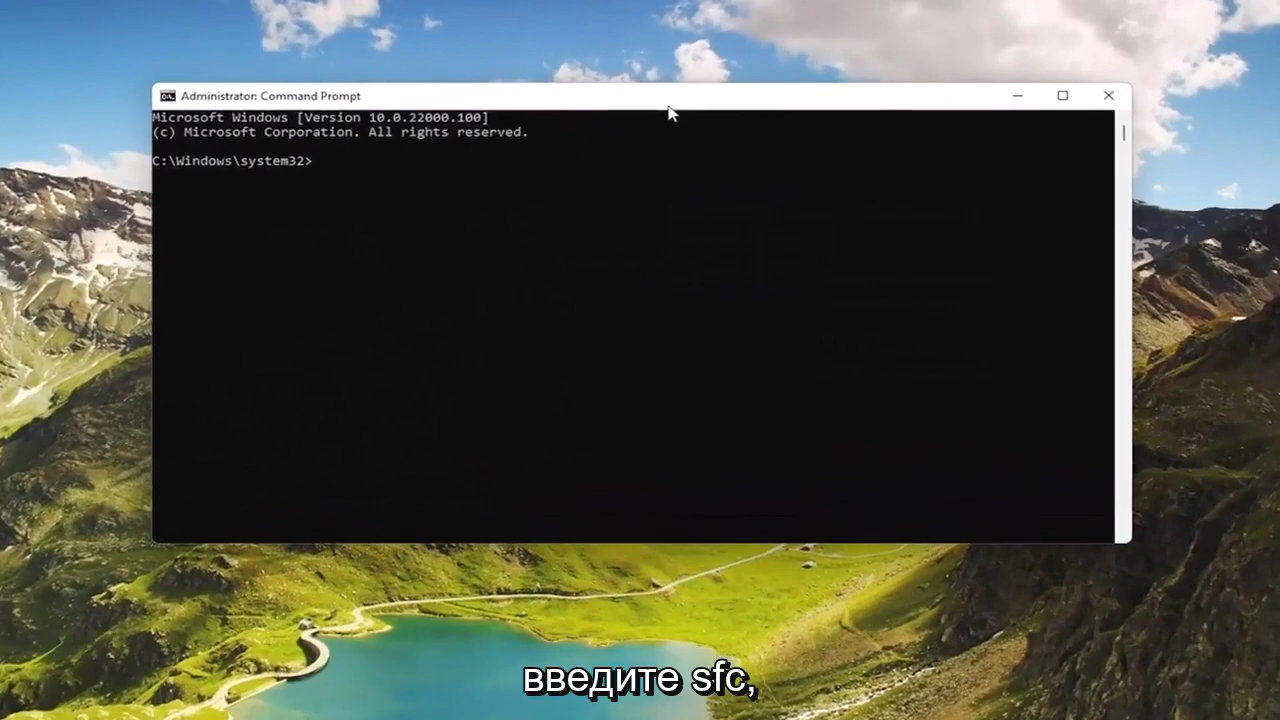 Administrator: Command Prompt
Microsoft Windows [Version 10.0.22000.100]
(c) Microsoft Corporation. All rights reserved.
C:\Windows\system32>
введите sfc,